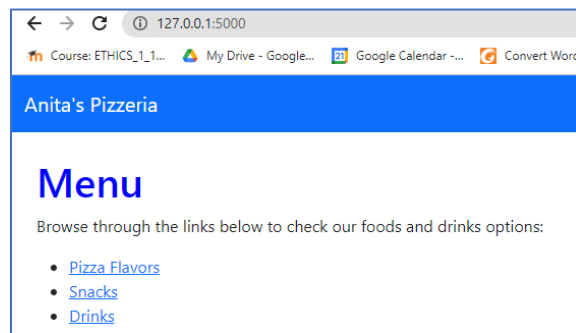 127.0.0.1:5000
Course: ETHICS_1_1... My Drive - Google... Google Calendar -... Convert Word
Anita's Pizzeria
Menu
Browse through the links below to check our foods and drinks options:
Pizza Flavors
Snacks
Drinks